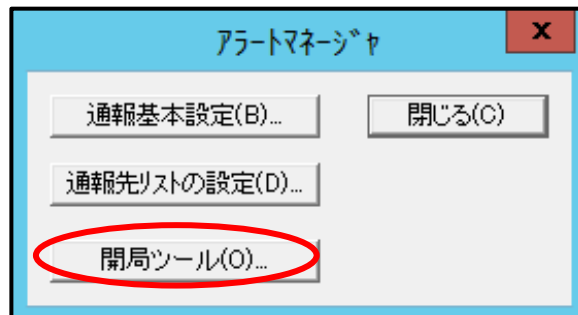 アラートマネージャ
x
通報基本設定(B)...
閉じる(C)
通報先リストの設定(D)...
開局ツール(O)...